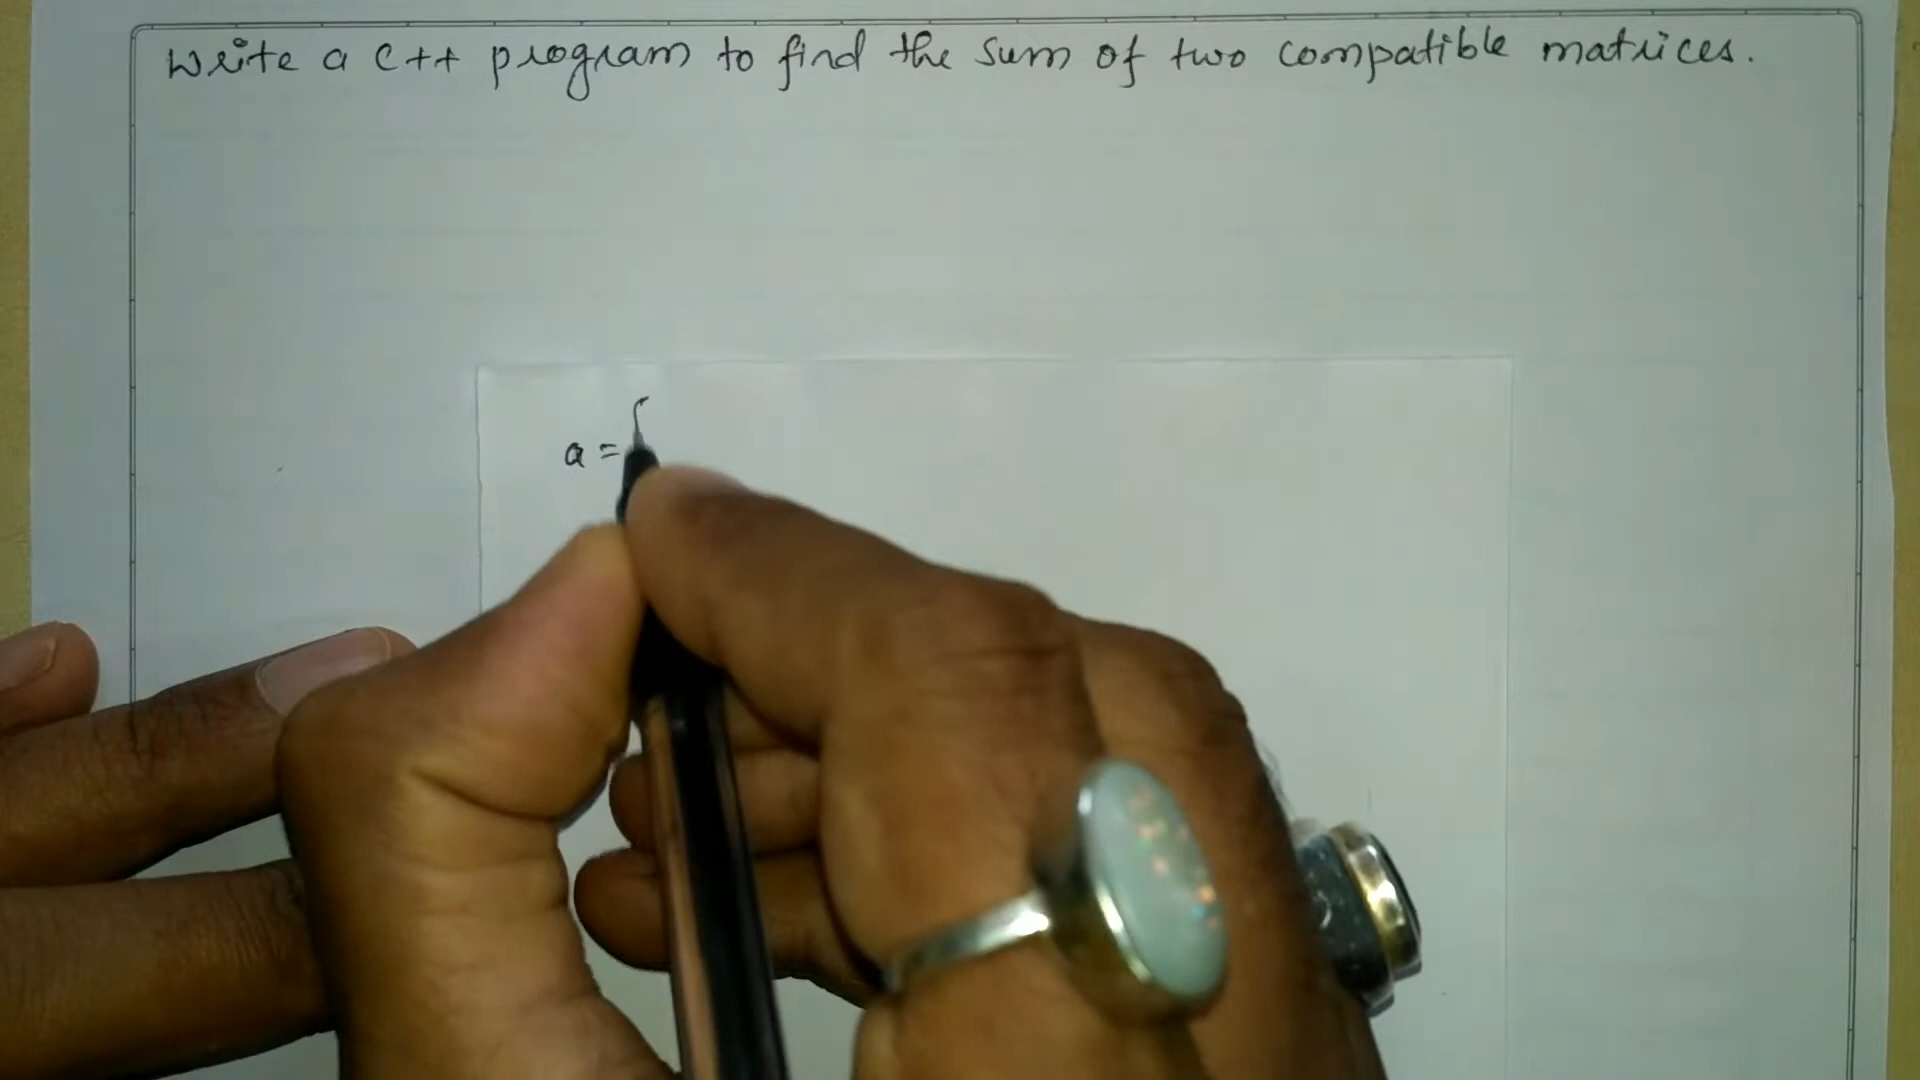 Write a C++ program to find the sum of two compatible matrices.
a =